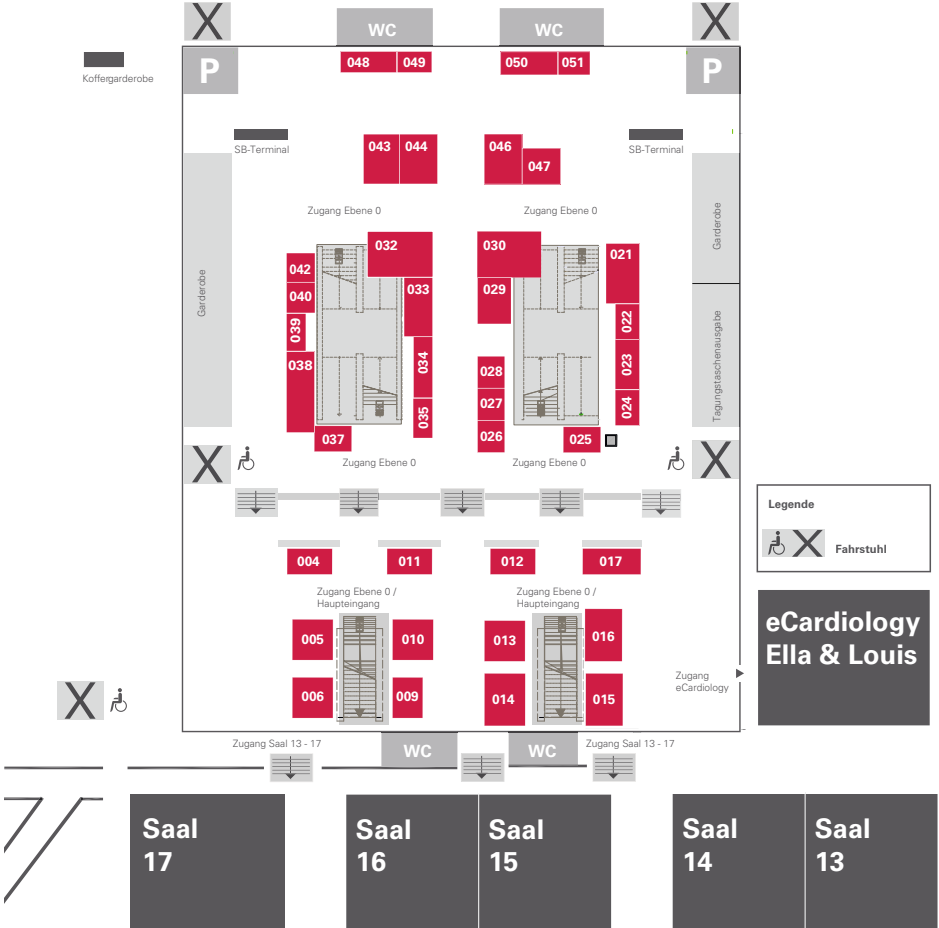 WC
WC
048
049
050
051
P
P
Koffergarderobe
SB-Terminal
SB-Terminal
043
044
046
047
Zugang Ebene 0
Zugang Ebene 0
Garderobe
Garderobe
Tagungstaschenausgabe
032
030
021
042
040
039
038
033
034
035
037
029
028
027
026
022
023
024
025
Zugang Ebene 0
Zugang Ebene 0
Legende
Fahrstuhl
004
011
012
017
Zugang Ebene 0 /
Haupteingang
Zugang Ebene 0 /
Haupteingang
005
010
013
016
006
009
014
015
eCardiology
Ella & Louis
Zugang
eCardiology
Zugang Saal 13 - 17
WC
WC
Zugang Saal 13 - 17
Saal
17
Saal
16
Saal
15
Saal
14
Saal
13